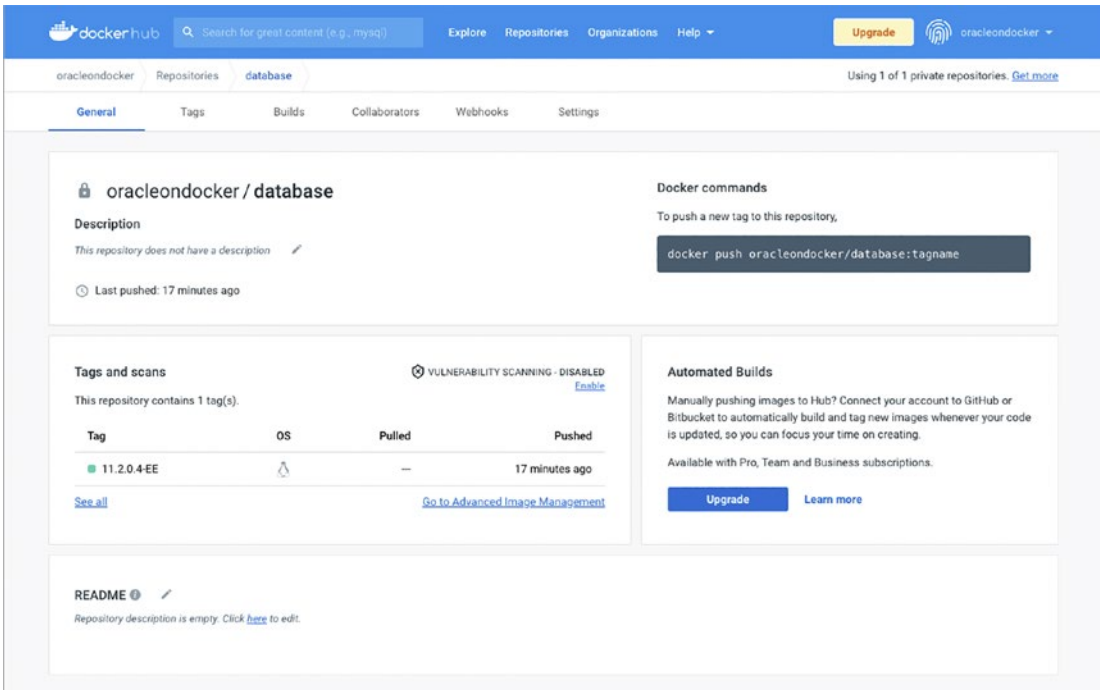 dockerhub Search for great content (e.g., mysql) Explore Repositories Organizations Help Upgrade oracleondocker
oracleondocker Repositories database Using 1 of 1 private repositories. Get more
General Tags Builds Collaborators Webhooks Settings
oracleondocker / database
Description
This repository does not have a description
Last pushed: 17 minutes ago
Docker commands
To push a new tag to this repository,
docker push oracleondocker/database:tagname
Tags and scans
VULNERABILITY SCANNING - DISABLED
Enable
This repository contains 1 tag(s).
Tag OS Pulled Pushed
11.2.0.4-EE — 17 minutes ago
See all Go to Advanced Image Management
Automated Builds
Manually pushing images to Hub? Connect your account to GitHub or
Bitbucket to automatically build and tag new images whenever your code
is updated, so you can focus your time on creating.
Available with Pro, Team and Business subscriptions.
Upgrade Learn more
README
Repository description is empty. Click here to edit.